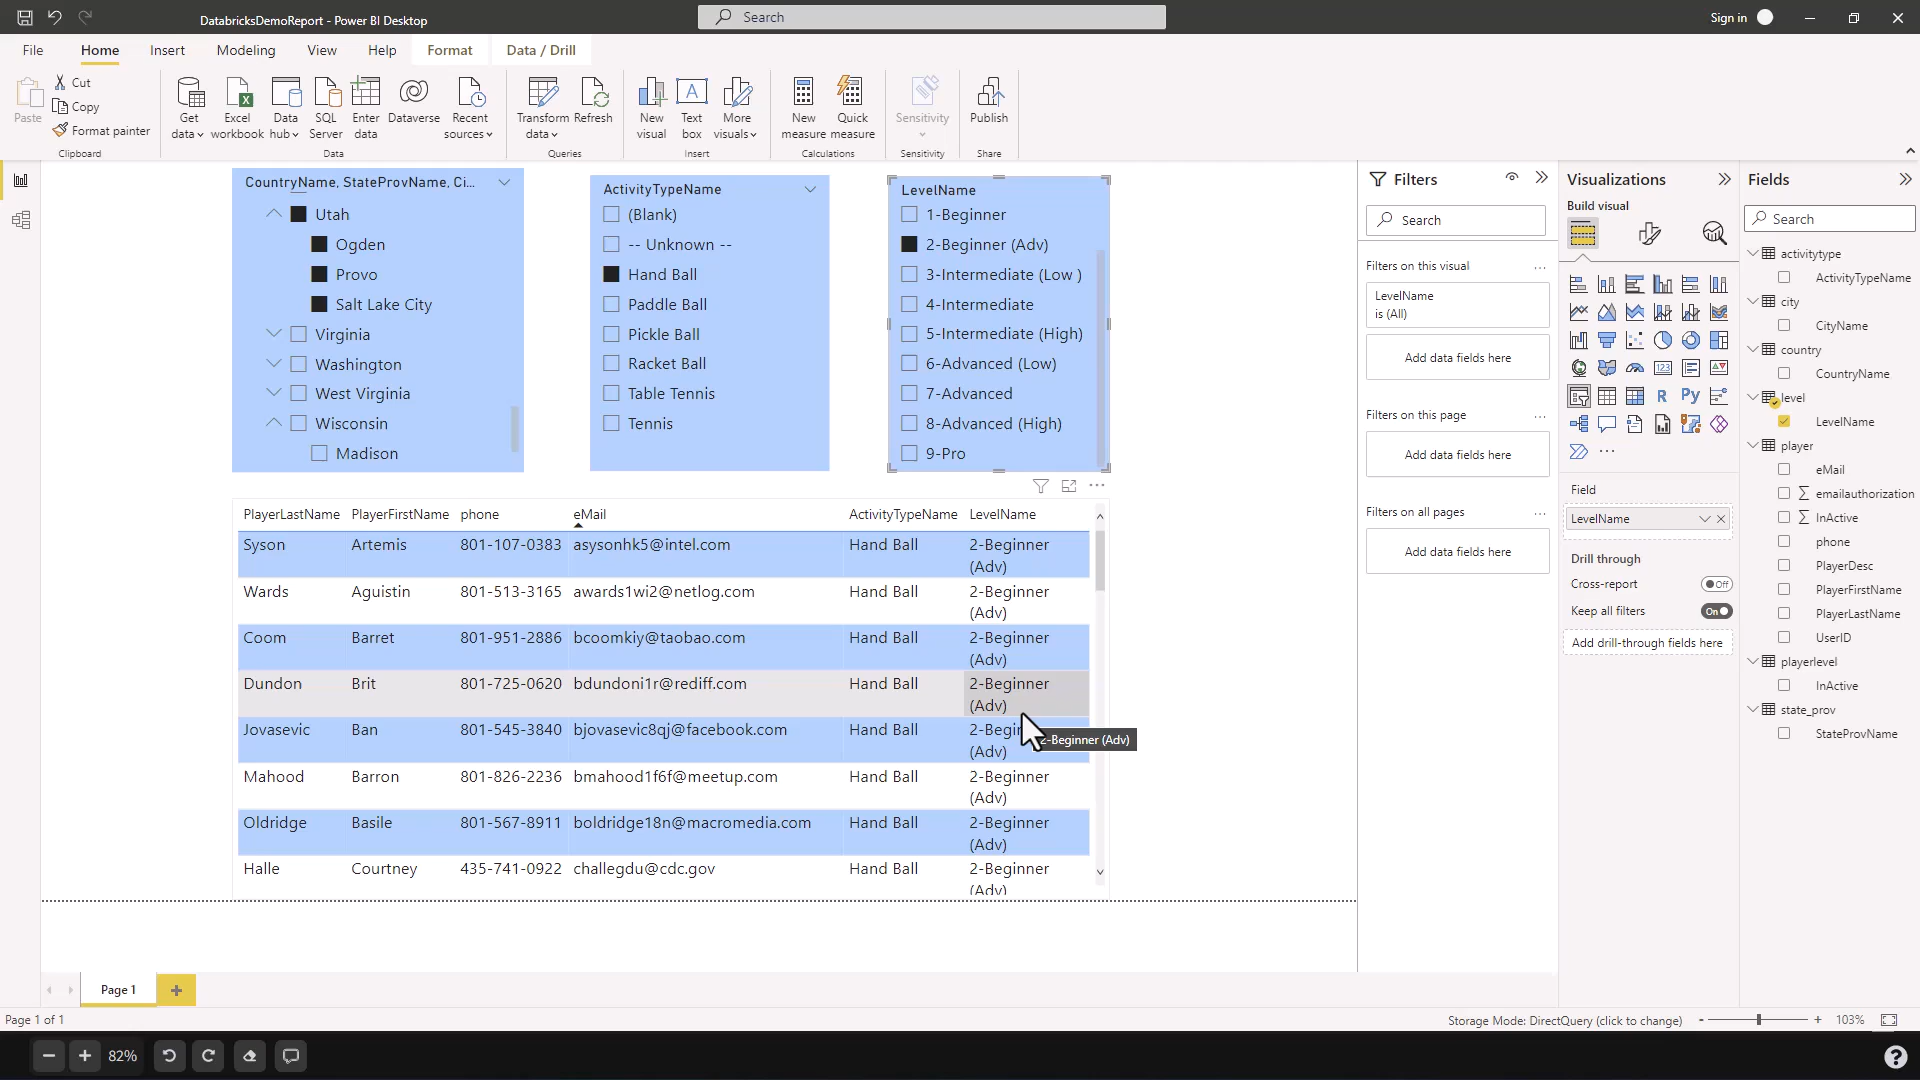 DatabricksDemoReport - Power BI Desktop
Search
Sign in
File Home Insert Modeling View Help Format Data / Drill
Paste
Cut
Copy
Format painter
Clipboard
Get data
Excel workbook
Data hub
SQL Server
Enter data
Dataverse
Recent sources
Data
Transform data
Refresh
Queries
New visual
Text box
More visuals
Insert
New measure
Quick measure
Calculations
Sensitivity
Sensitivity
Publish
Share
CountryName, StateProvName, Ci...
Utah
Ogden
Provo
Salt Lake City
Virginia
Washington
West Virginia
Wisconsin
Madison
ActivityTypeName
(Blank)
-- Unknown --
Hand Ball
Paddle Ball
Pickle Ball
Racket Ball
Table Tennis
Tennis
LevelName
1-Beginner
2-Beginner (Adv)
3-Intermediate (Low )
4-Intermediate
5-Intermediate (High)
6-Advanced (Low)
7-Advanced
8-Advanced (High)
9-Pro
PlayerLastName PlayerFirstName phone eMail ActivityTypeName LevelName
Syson Artemis 801-107-0383 asysonhk5@intel.com Hand Ball 2-Beginner
(Adv)
Wards Aguistin 801-513-3165 awards1wi2@netlog.com Hand Ball 2-Beginner
(Adv)
Coom Barret 801-951-2886 bcoomkiy@taobao.com Hand Ball 2-Beginner
(Adv)
Dundon Brit 801-725-0620 bdundoni1r@rediff.com Hand Ball 2-Beginner
(Adv)
Jovasevic Ban 801-545-3840 bjovasevic8qj@facebook.com Hand Ball
(Adv)
2-Beginner (Adv)
Mahood Barron 801-826-2236 bmahood1f6f@meetup.com Hand Ball 2-Beginner
(Adv)
Oldridge Basile 801-567-8911 boldridge18n@macromedia.com Hand Ball 2-Beginner
(Adv)
Halle Courtney 435-741-0922 challegdu@cdc.gov Hand Ball 2-Beginner
(Adv)
Filters
Search
Filters on this visual ...
LevelName
is (All)
Add data fields here
Filters on this page ...
Add data fields here
Filters on all pages ...
Add data fields here
Visualizations
Build visual
123
R
Py
...
Field
LevelName
Drill through
Cross-report Off
Keep all filters On
Add drill-through fields here
Fields
Search
activitytype
ActivityTypeName
city
CityName
country
CountryName
level
LevelName
player
eMail
∑ emailauthorization
∑ InActive
phone
PlayerDesc
PlayerFirstName
PlayerLastName
UserID
playerlevel
InActive
state_prov
StateProvName
Page 1
+
Page 1 of 1
Storage Mode: DirectQuery (click to change)
- + 103%
82%
?